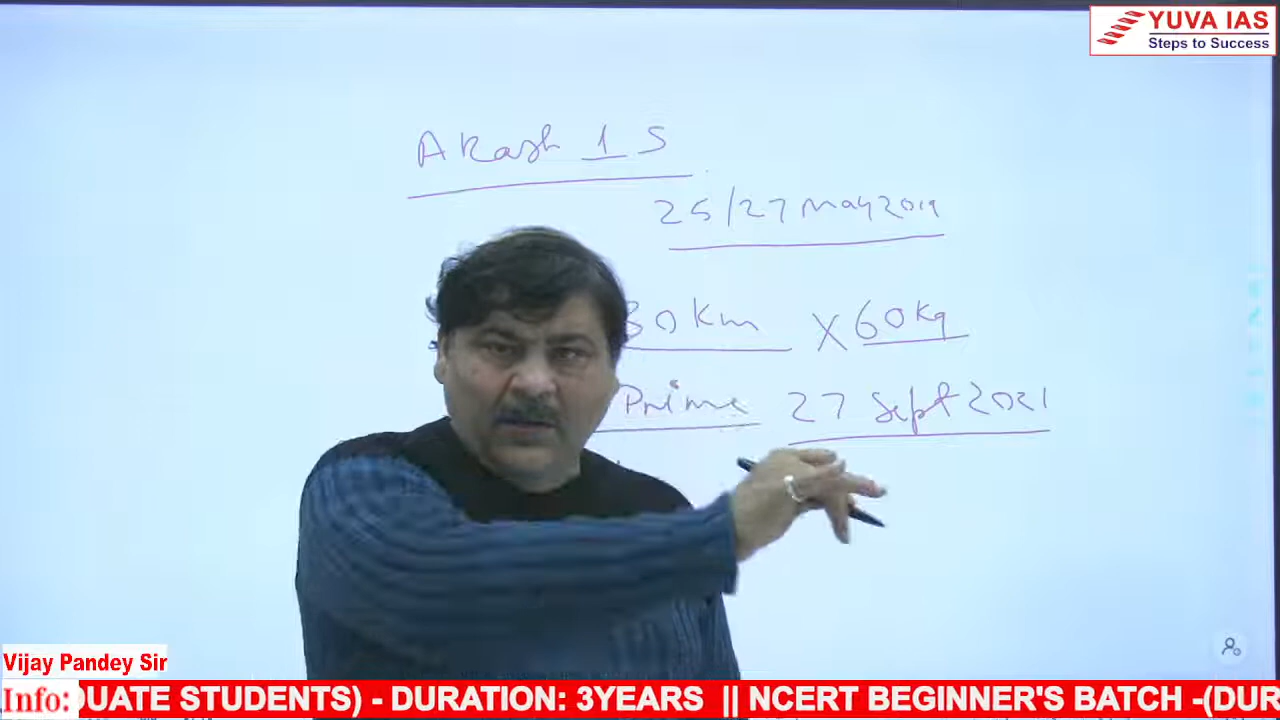 YUVA IAS
Steps to Success
Akash 1 S
25/27 May 2019
30 Km X 60 Kg
Prime 27 Sept 2021
Vijay Pandey Sir
Info: DUATE STUDENTS) - DURATION: 3YEARS || NCERT BEGINNER'S BATCH -(DUR